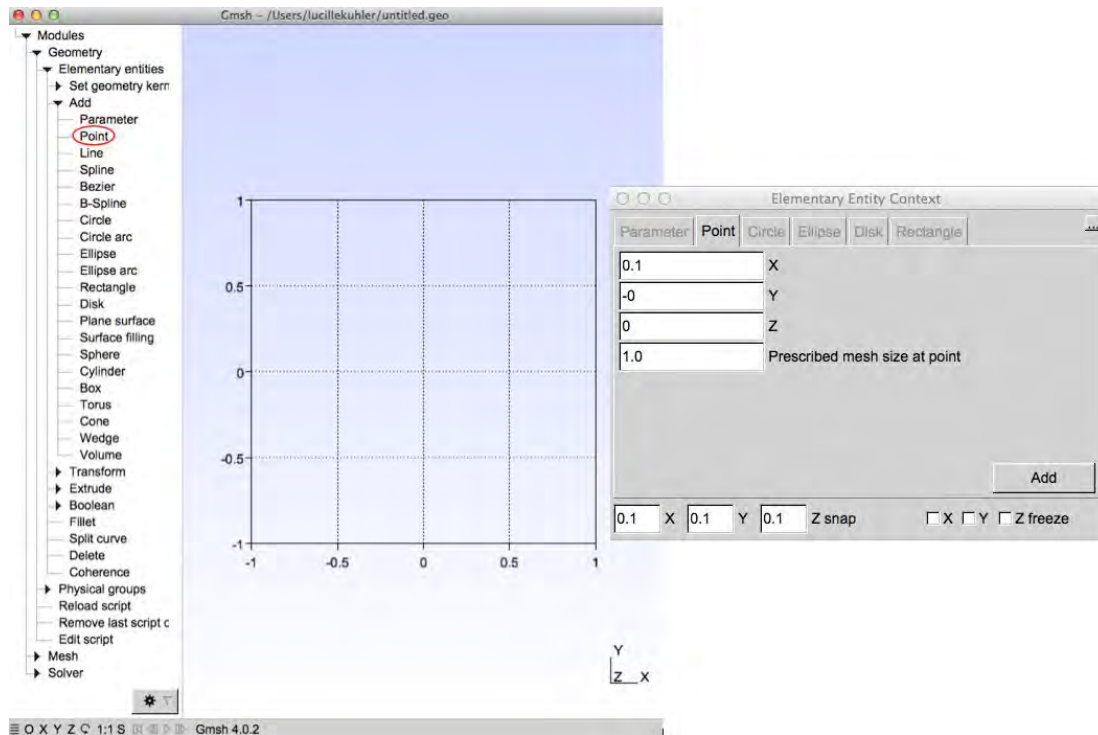 Gmsh - /Users/lucillekuhler/untitled.geo
Modules
Geometry
Elementary entities
Set geometry kern
Add
Parameter
Point
Line
Spline
Bezier
B-Spline
Circle
Circle arc
Ellipse
Ellipse arc
Rectangle
Disk
Plane surface
Surface filling
Sphere
Cylinder
Box
Torus
Cone
Wedge
Volume
Transform
Extrude
Boolean
Fillet
Split curve
Delete
Coherence
Physical groups
Reload script
Remove last script c
Edit script
Mesh
Solver
1
0.5
0
-0.5
-1
-1 -0.5 0 0.5 1
Y
Z X
O X Y Z 1:1 S Gmsh 4.0.2
Elementary Entity Context
Parameter Point Circle Ellipse Disk Rectangle ...
0.1 X
-0 Y
0 Z
1.0 Prescribed mesh size at point
Add
0.1 X 0.1 Y 0.1 Z snap X Y Z freeze